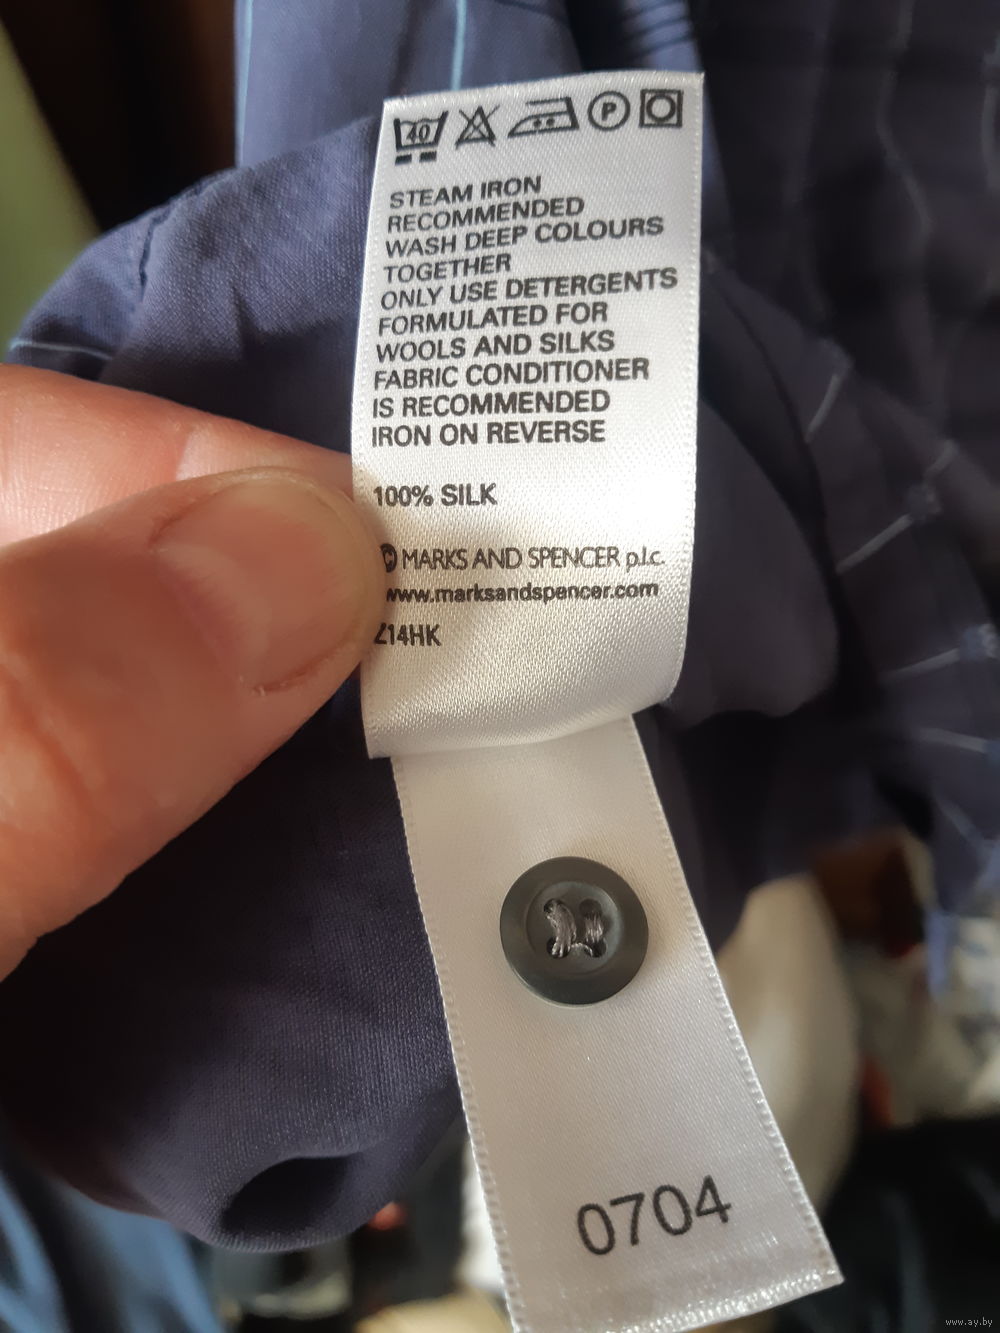 40 P
STEAM IRON
RECOMMENDED
WASH DEEP COLOURS
TOGETHER
ONLY USE DETERGENTS
FORMULATED FOR
WOOLS AND SILKS
FABRIC CONDITIONER
IS RECOMMENDED
IRON ON REVERSE
100% SILK
© MARKS AND SPENCER p.l.c.
www.marksandspencer.com
Z14HK
0704
www.ay.by